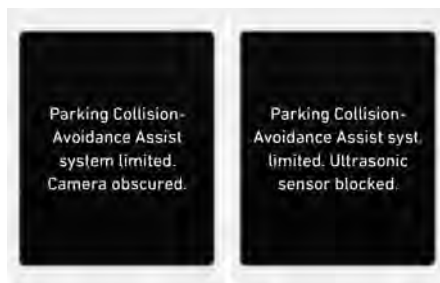 Parking Collision-
Avoidance Assist
system limited.
Camera obscured.
Parking Collision-
Avoidance Assist syst
limited. Ultrasonic
sensor blocked.